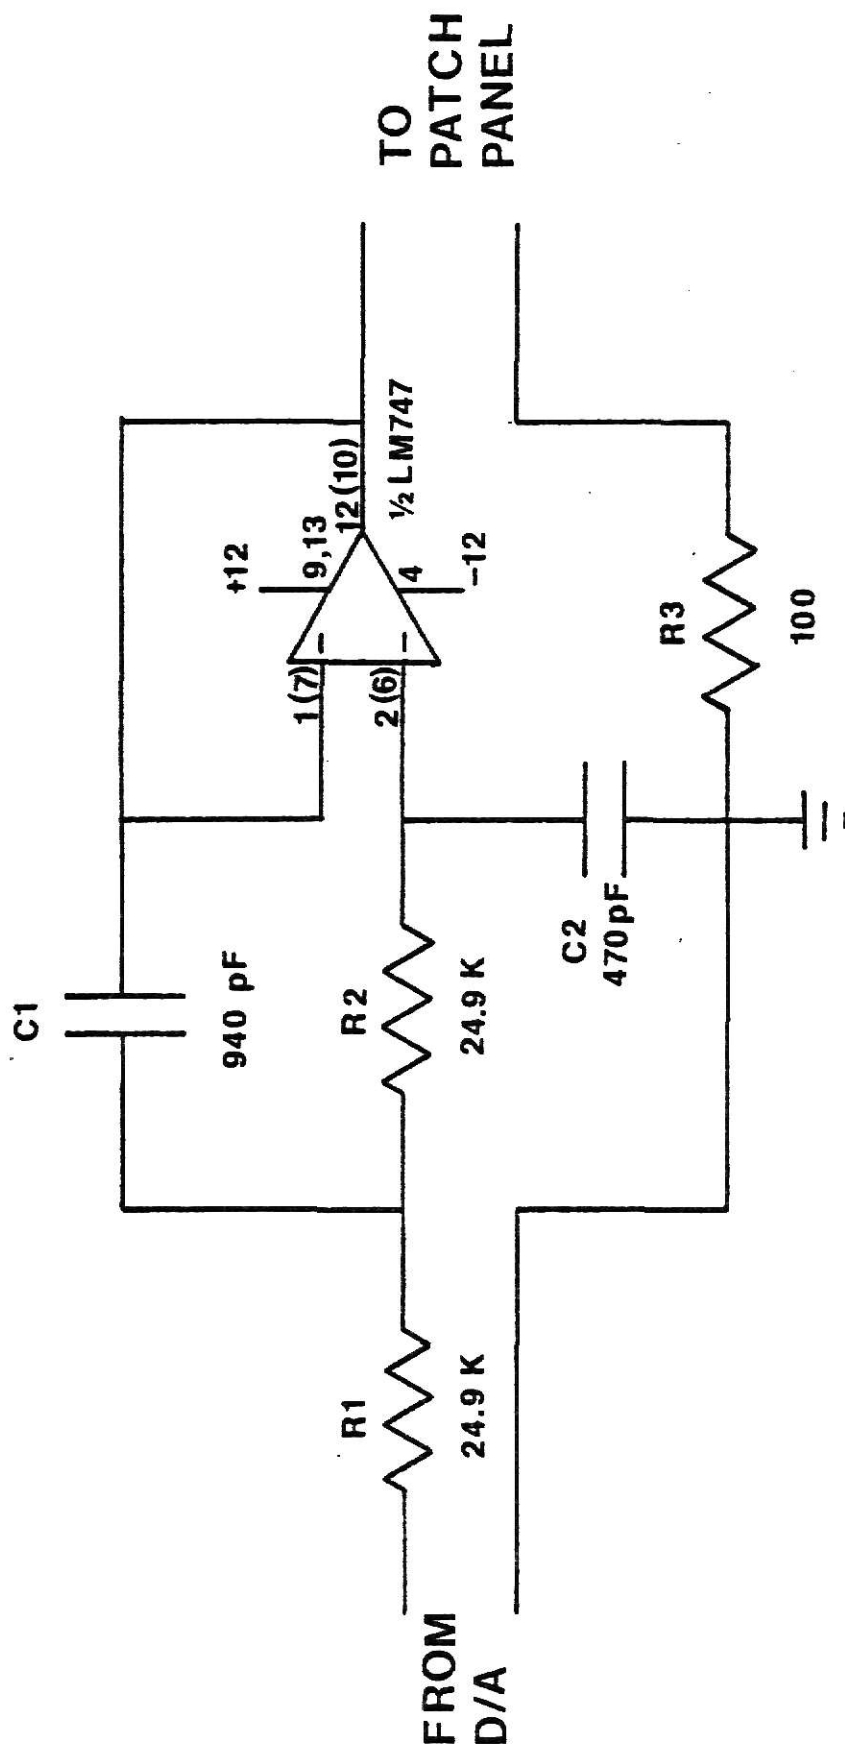 C1
940 pF
+12
1 (7)
9,13
12 (10)
2 (6)
4
½ LM747
−12
FROM
D/A
R1
24.9 K
R2
24.9 K
C2
470pF
R3
100
TO
PATCH
PANEL